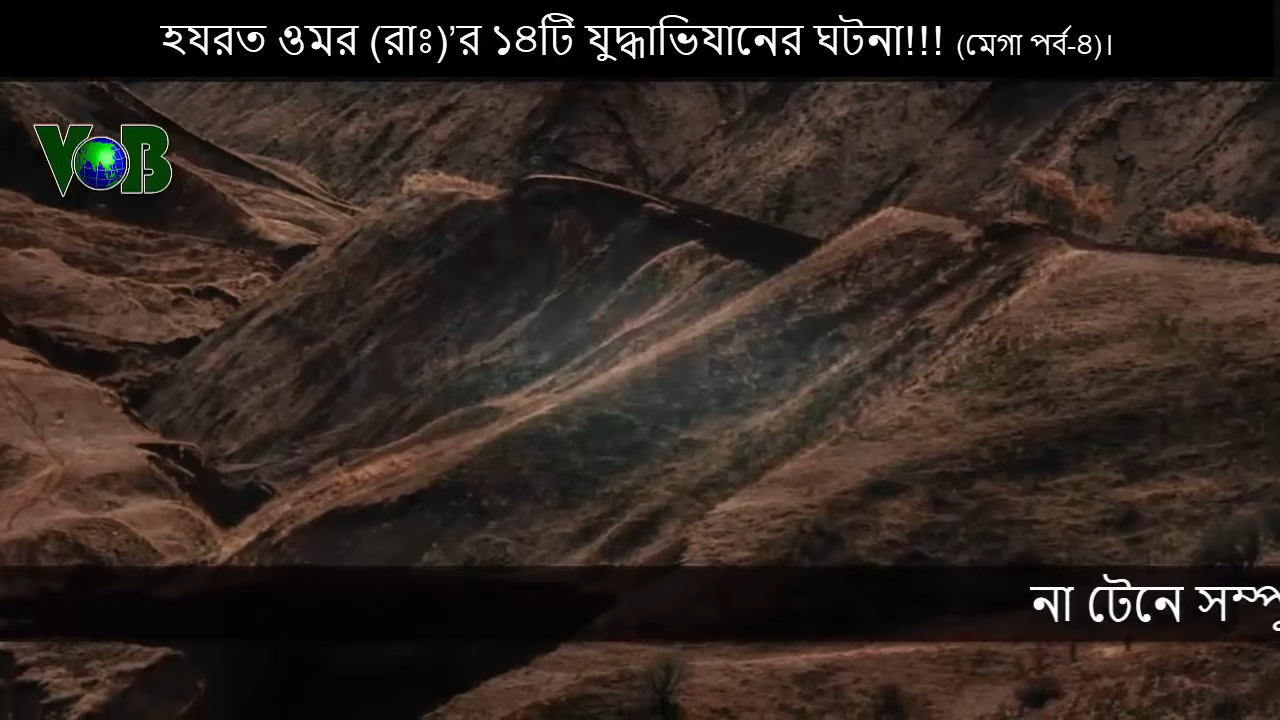 হযরত ওমর (রাঃ)’র ১৪টি যুদ্ধাভিযানের ঘটনা!!! (মেগা পর্ব-৪)।
VOB
না টেনে